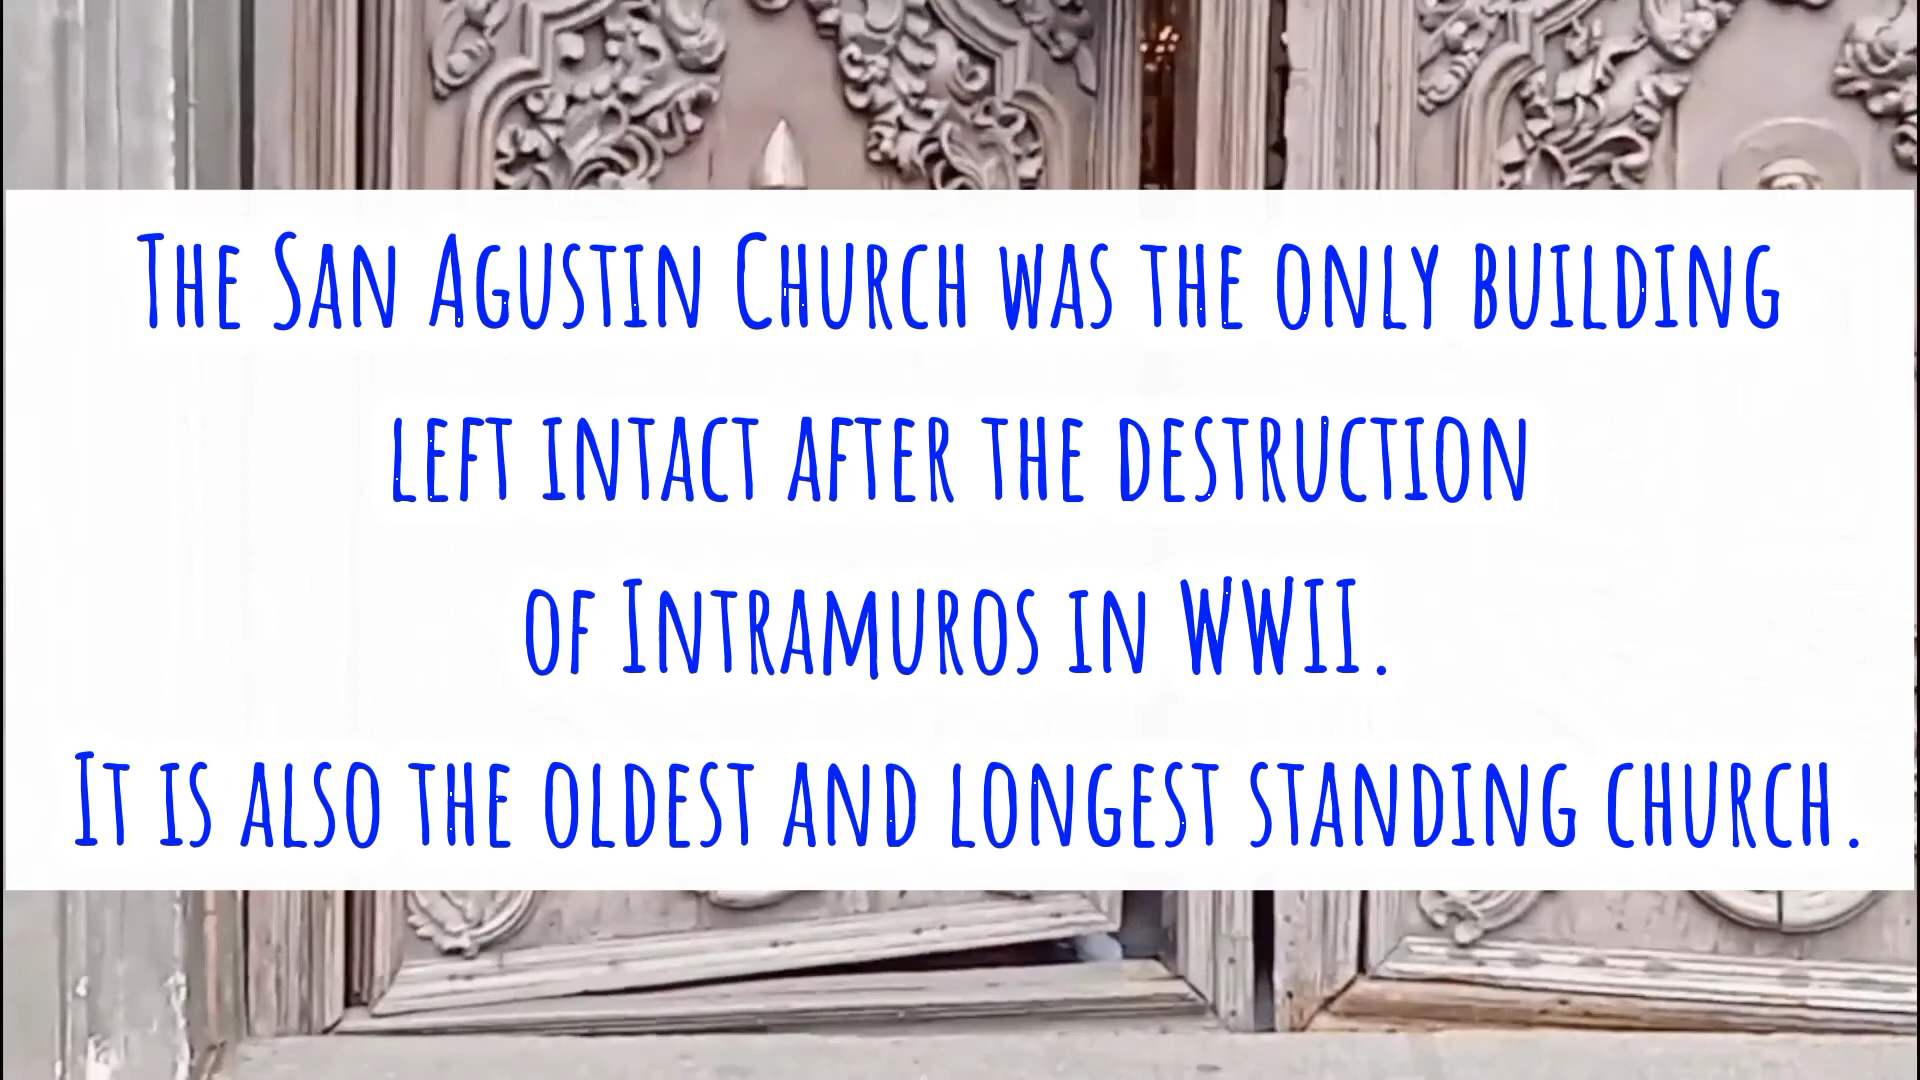 The San Agustin Church was the only building
left intact after the destruction
of Intramuros in WWII.
It is also the oldest and longest standing church.